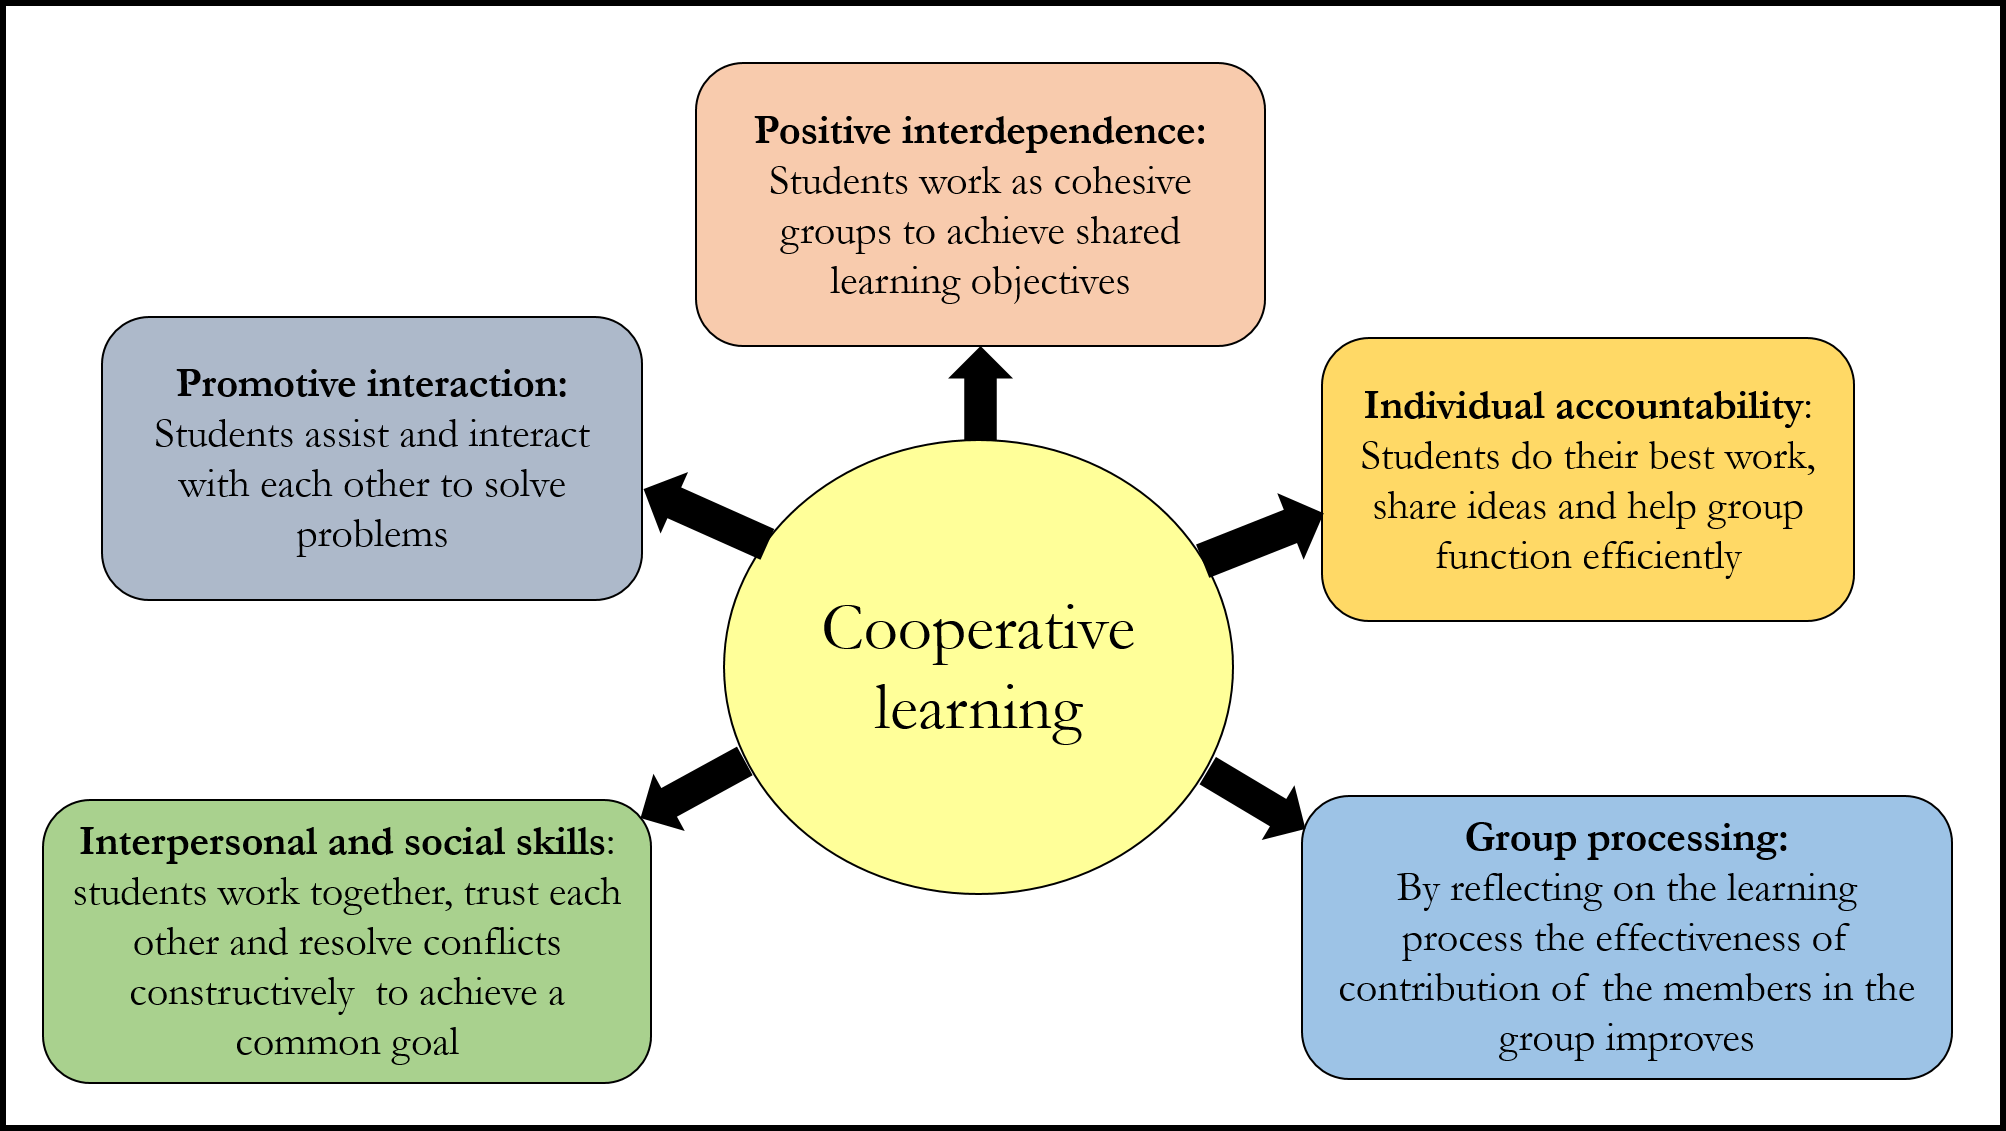 Positive interdependence:
Students work as cohesive
groups to achieve shared
learning objectives
Promotive interaction:
Students assist and interact
with each other to solve
problems
Individual accountability:
Students do their best work,
share ideas and help group
function efficiently
Cooperative
learning
Interpersonal and social skills:
students work together, trust each
other and resolve conflicts
constructively  to achieve a
common goal
Group processing:
By reflecting on the learning
process the effectiveness of
contribution of the members in the
group improves